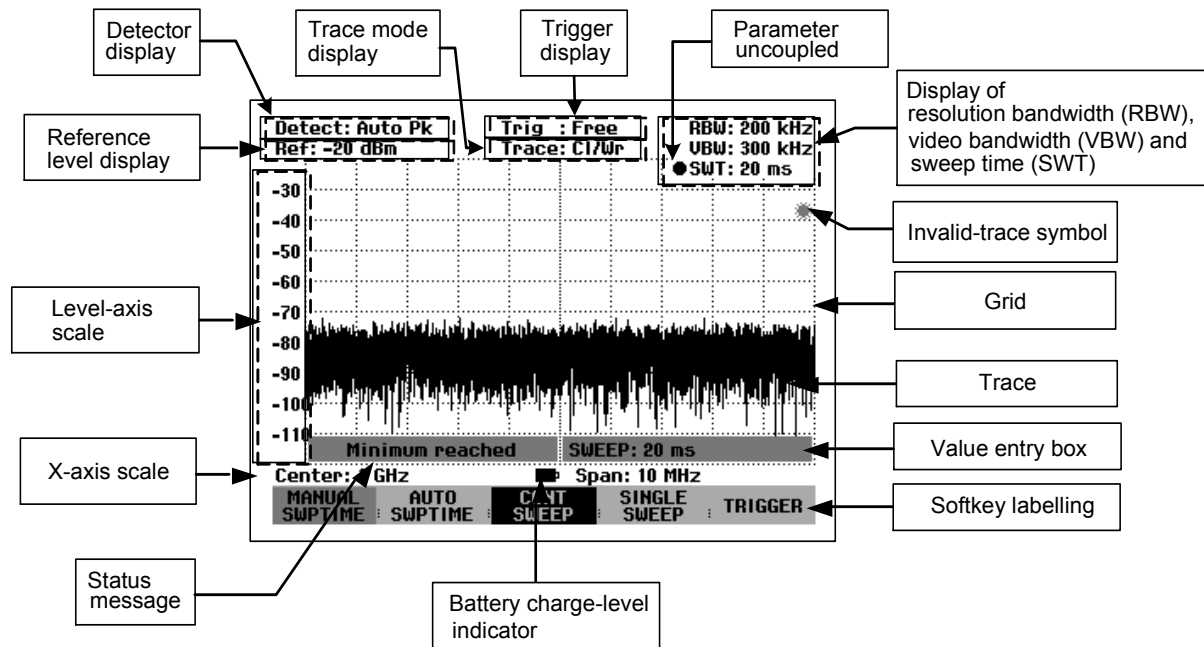 Detector
display
Trace mode
display
Trigger
display
Parameter
uncoupled
Reference
level display
Display of
resolution bandwidth (RBW),
video bandwidth (VBW) and
sweep time (SWT)
Detect: Auto Pk
Ref: -20 dBm
Trig : Free
Trace: Cl/Wr
RBW: 200 kHz
VBW: 300 kHz
SWT: 20 ms
Invalid-trace symbol
-30
-40
-50
-60
-70
-80
-90
-100
-110
Level-axis
scale
Grid
Trace
Minimum reached
SWEEP: 20 ms
Value entry box
X-axis scale
Center: GHz
Span: 10 MHz
MANUAL
SWPTIME
AUTO
SWPTIME
CONT
SWEEP
SINGLE
SWEEP
TRIGGER
Softkey labelling
Status
message
Battery charge-level
indicator